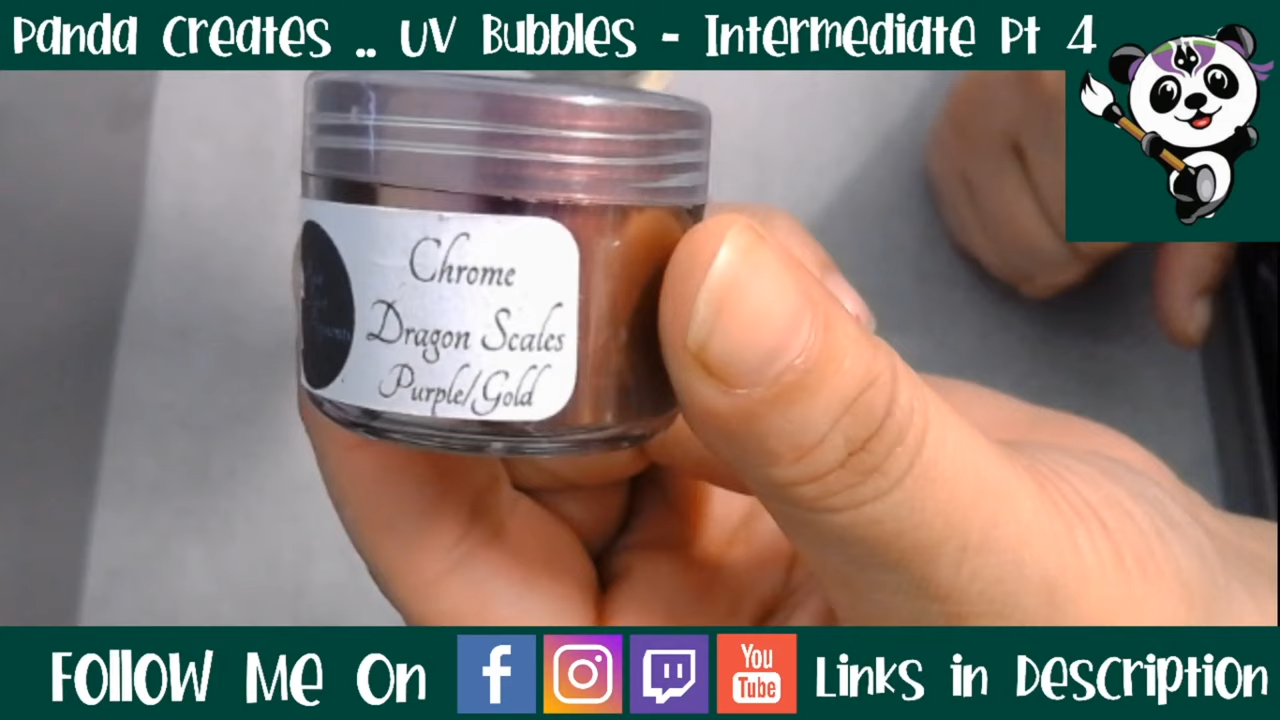 Panda Creates .. UV Bubbles - Intermediate Pt 4
Chrome
Dragon Scales
Purple/Gold
Follow Me On
You
Tube
Links in Description